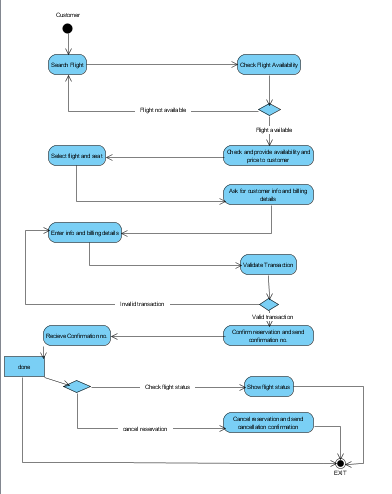 Customer
Search Flight
Check Flight Availability
Flight not available
Flight available
Select flight and seat
Check and provide availability and
price to customer
Ask for customer info and billing
details
Enter info and billing details
Validate Transaction
Invalid transaction
Valid transaction
Recieve Confirmation no.
Confirm reservation and send
confirmation no.
done
Check flight status
Show flight status
cancel reservation
Cancel reservation and send
cancellation confirmation
EXIT